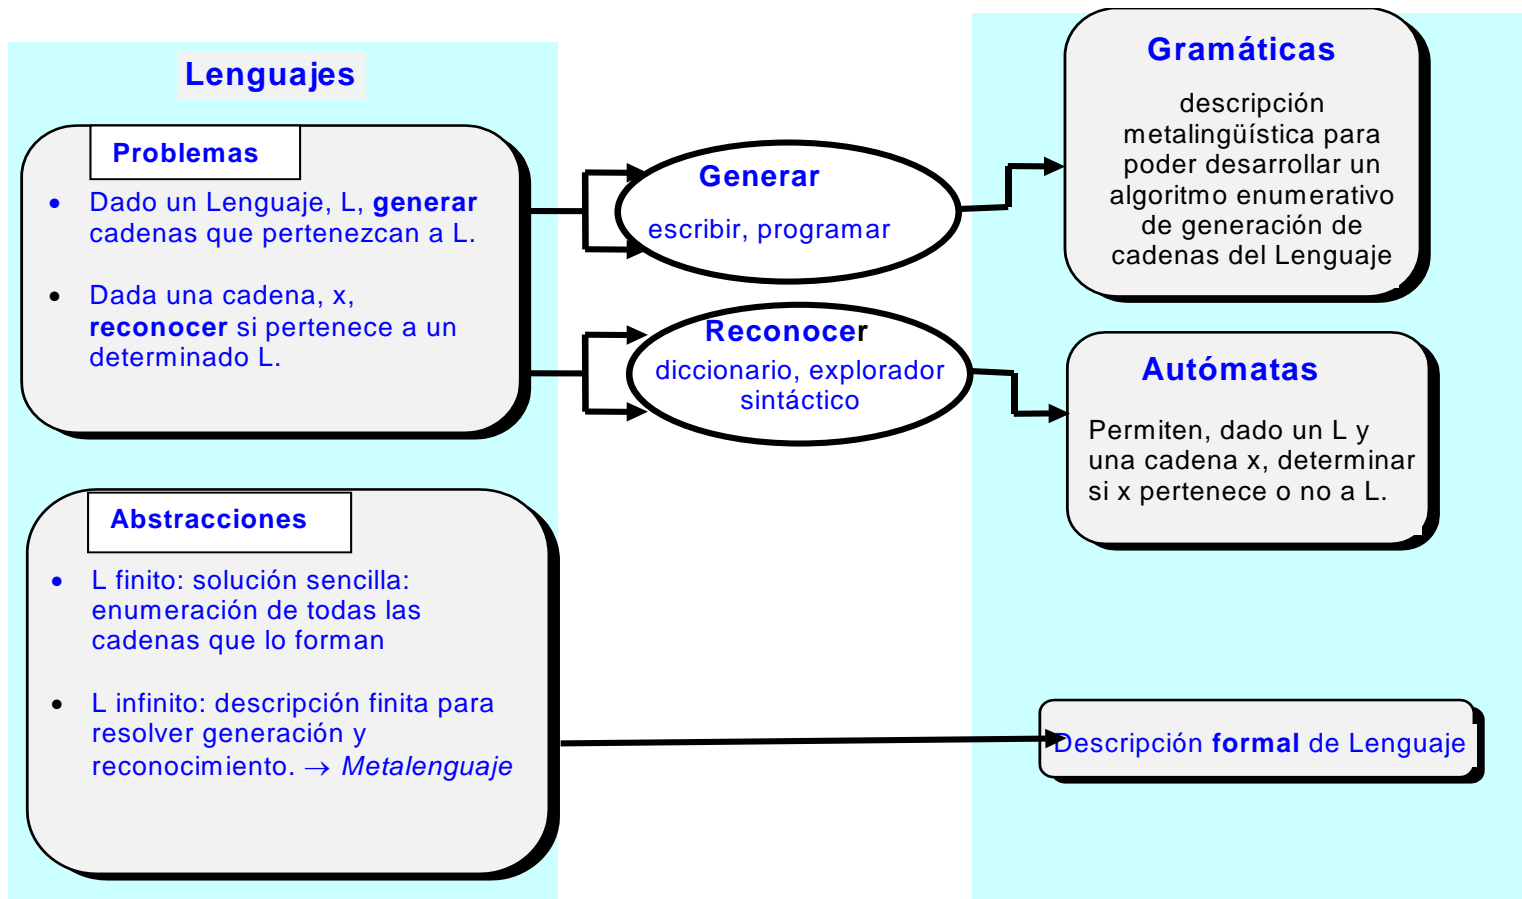 Lenguajes
Problemas
• Dado un Lenguaje, L, generar
cadenas que pertenezcan a L.
• Dada una cadena, x,
reconocer si pertenece a un
determinado L.
Abstracciones
• L finito: solución sencilla:
enumeración de todas las
cadenas que lo forman
• L infinito: descripción finita para
resolver generación y
reconocimiento. → Metalenguaje
Generar
escribir, programar
Reconocer
diccionario, explorador
sintáctico
Gramáticas
descripción
metalingüística para
poder desarrollar un
algoritmo enumerativo
de generación de
cadenas del Lenguaje
Autómatas
Permiten, dado un L y
una cadena x, determinar
si x pertenece o no a L.
Descripción formal de Lenguaje